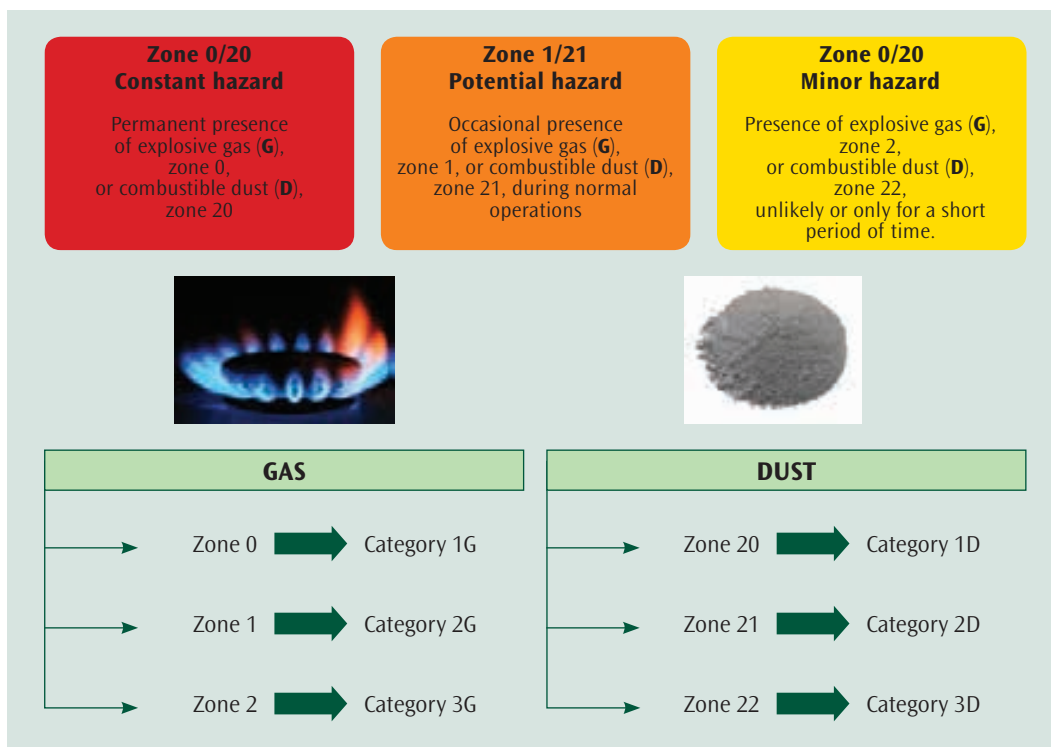 Zone 0/20
Constant hazard
Permanent presence
of explosive gas (G),
zone 0,
or combustible dust (D),
zone 20
Zone 1/21
Potential hazard
Occasional presence
of explosive gas (G),
zone 1, or combustible dust (D),
zone 21, during normal
operations
Zone 0/20
Minor hazard
Presence of explosive gas (G),
zone 2,
or combustible dust (D),
zone 22,
unlikely or only for a short
period of time.
GAS
Zone 0 Category 1G
Zone 1 Category 2G
Zone 2 Category 3G
DUST
Zone 20 Category 1D
Zone 21 Category 2D
Zone 22 Category 3D